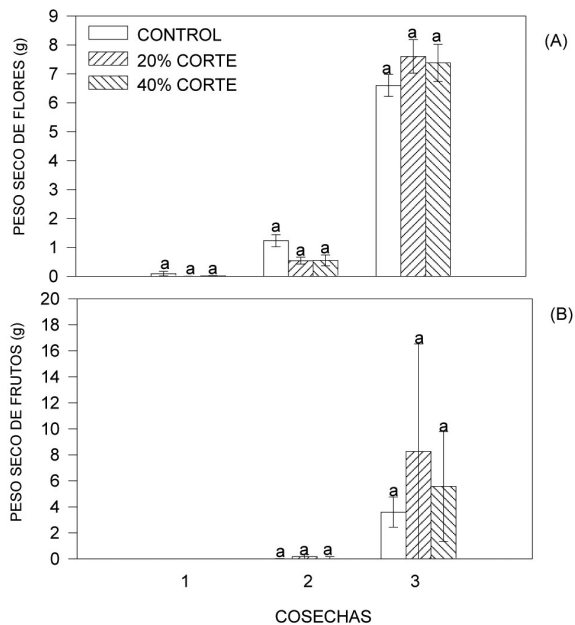 9
8
7
6
5
4
3
2
1
0
PESO SECO DE FLORES (g)
CONTROL
20% CORTE
40% CORTE
(A)
a a a
a a a
a a a
20
18
16
14
12
10
8
6
4
2
0
PESO SECO DE FRUTOS (g)
(B)
a a a
a a a
1 2 3
COSECHAS